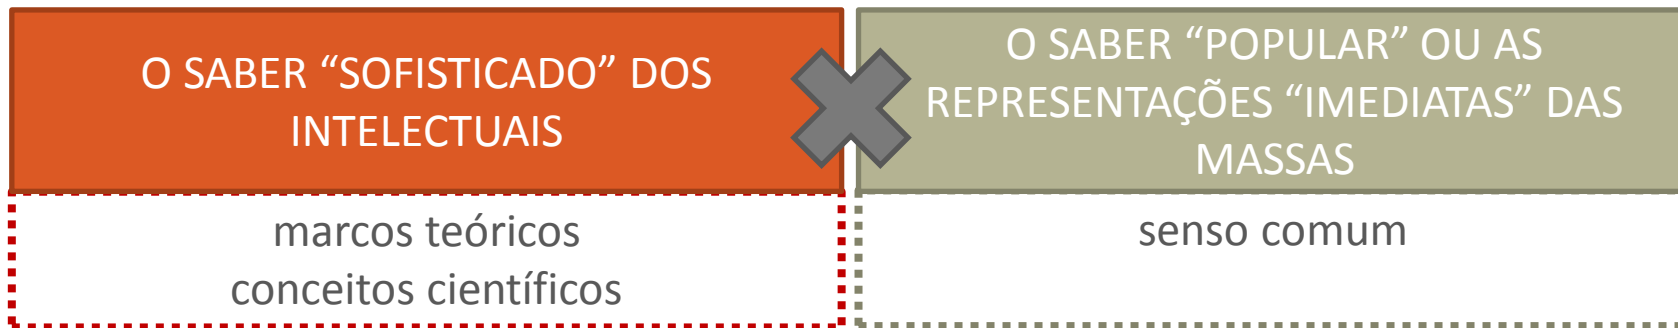 O SABER “SOFISTICADO” DOS
INTELECTUAIS
marcos teóricos
conceitos científicos
O SABER “POPULAR” OU AS
REPRESENTAÇÕES “IMEDIATAS” DAS
MASSAS
senso comum